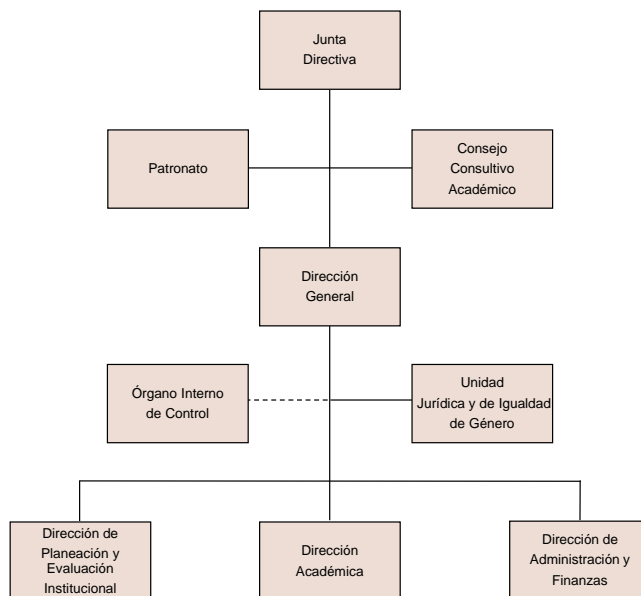 Junta
Directiva
Patronato
Consejo
Consultivo
Académico
Dirección
General
Órgano Interno
de Control
Unidad
Jurídica y de Igualdad
de Género
Dirección de
Planeación y
Evaluación
Institucional
Dirección
Académica
Dirección de
Administración y
Finanzas